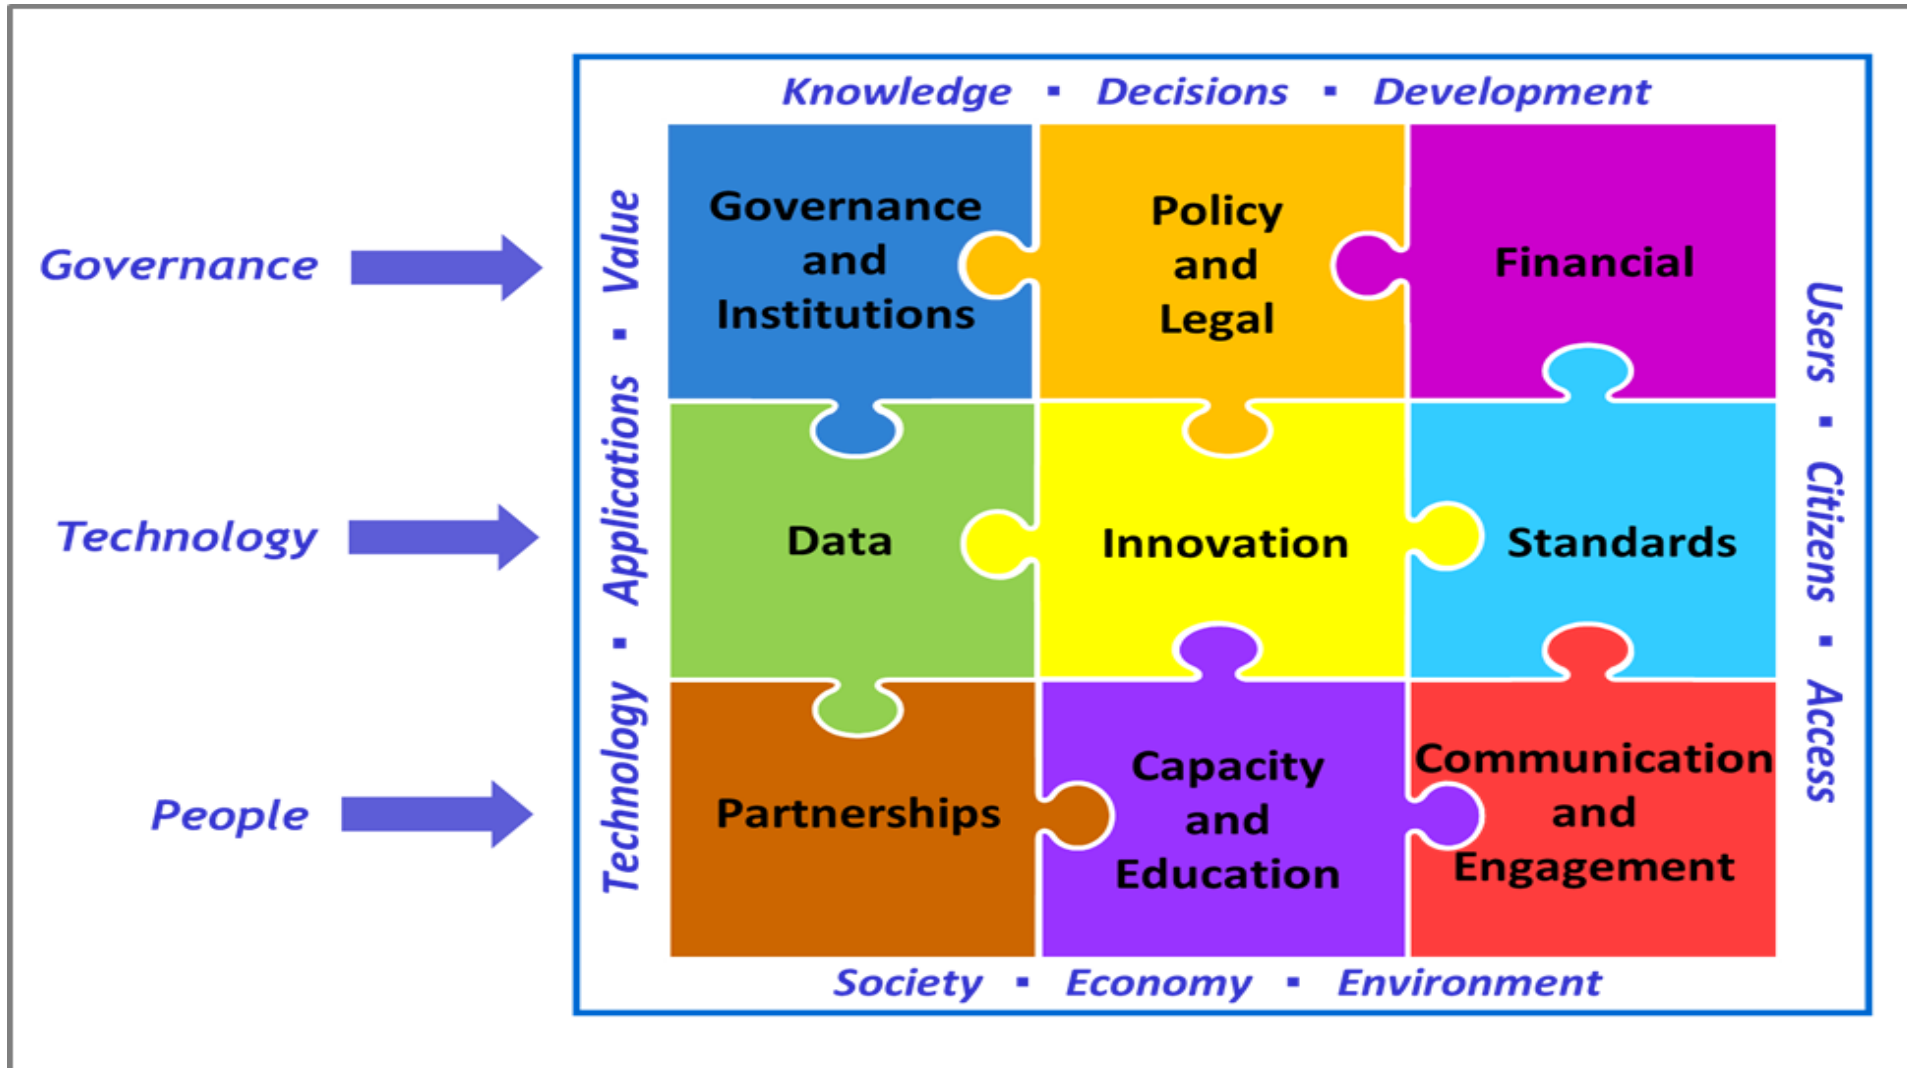 Knowledge ▪ Decisions ▪ Development
Governance
Technology ▪ Applications ▪ Value
Governance
and
Institutions
Policy
and
Legal
Financial
Users ▪ Citizens ▪ Access
Technology
Data
Innovation
Standards
People
Partnerships
Capacity
and
Education
Communication
and
Engagement
Society ▪ Economy ▪ Environment